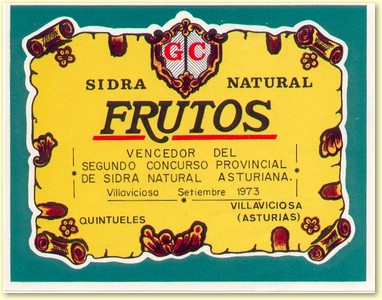 GC
SIDRA NATURAL
FRUTOS
VENCEDOR DEL
SEGUNDO CONCURSO PROVINCIAL
DE SIDRA NATURAL ASTURIANA.
Villaviciosa Setiembre 1973
QUINTUELES
VILLAVICIOSA
(ASTURIAS)